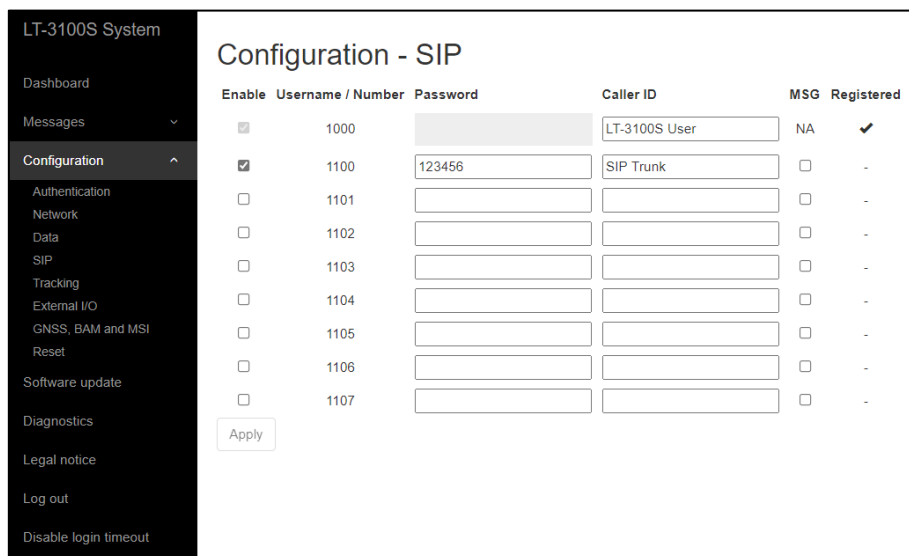 LT-3100S System
Dashboard
Messages
Configuration
Authentication
Network
Data
SIP
Tracking
External I/O
GNSS, BAM and MSI
Reset
Software update
Diagnostics
Legal notice
Log out
Disable login timeout
Configuration - SIP
Enable Username / Number Password Caller ID MSG Registered
1000 LT-3100S User NA
1100 123456 SIP Trunk -
1101 -
1102 -
1103 -
1104 -
1105 -
1106 -
1107 -
Apply